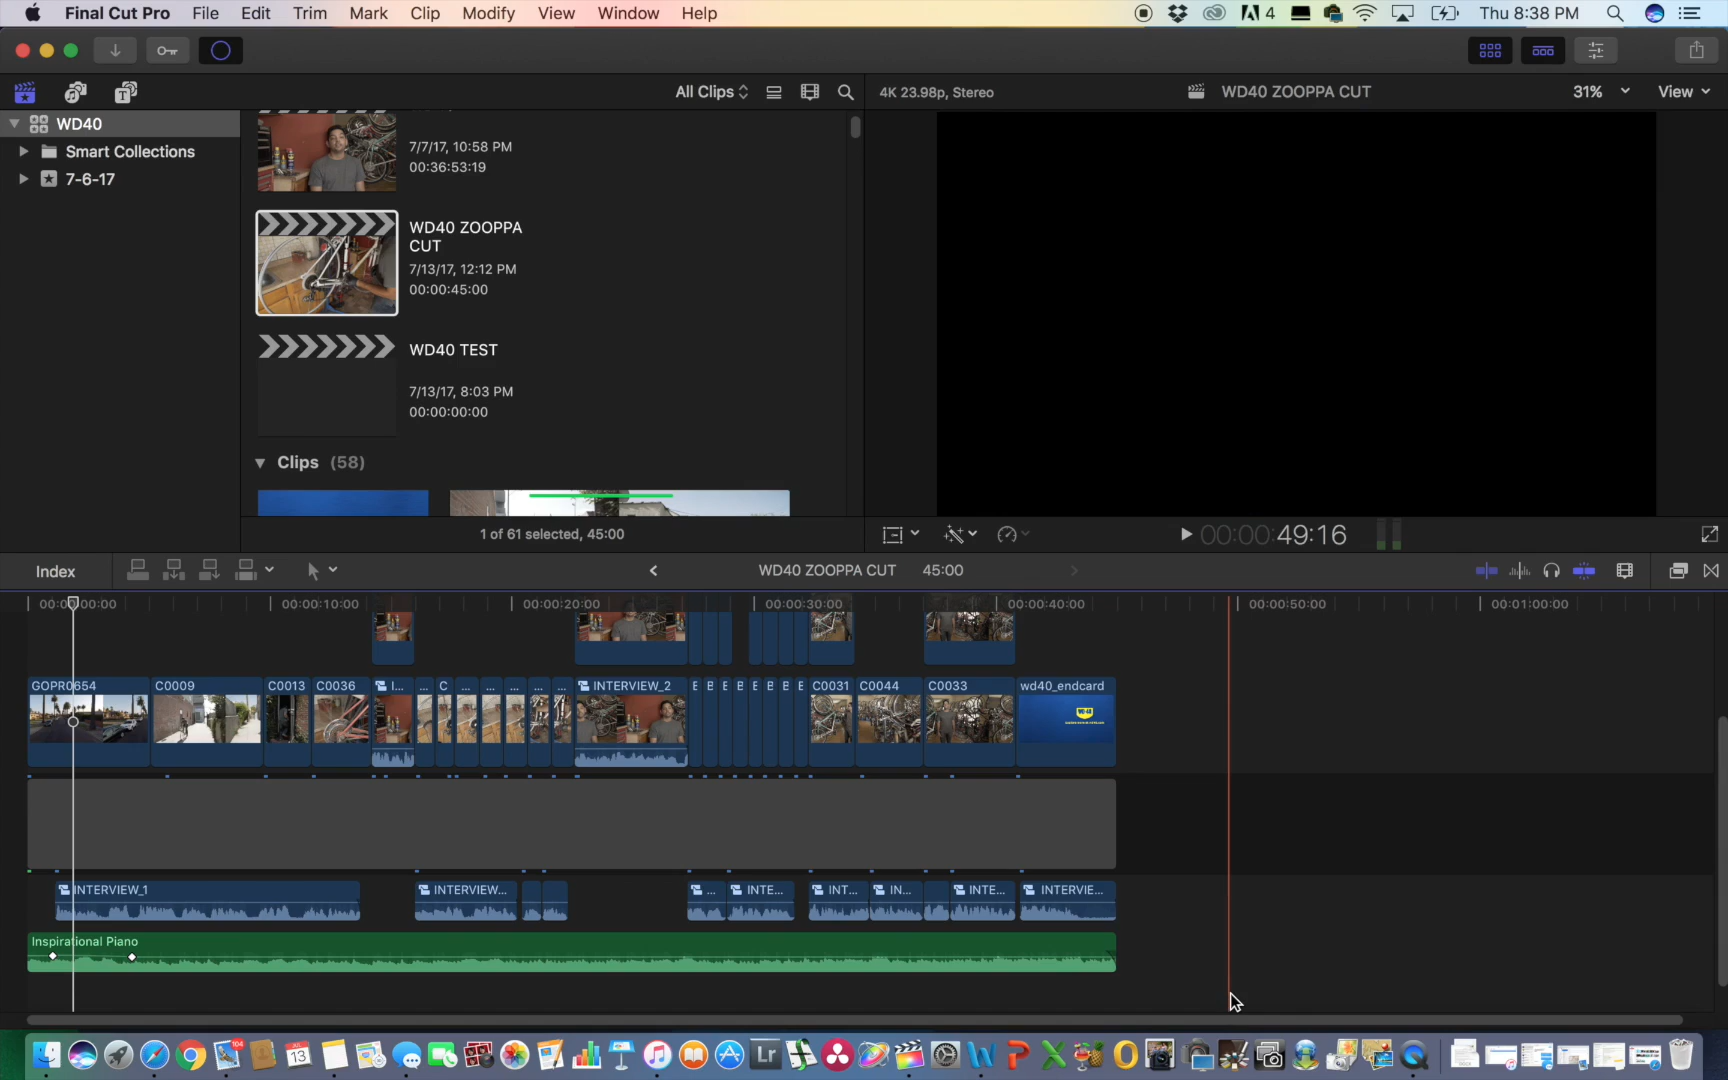 Final Cut Pro File Edit Trim Mark Clip Modify View Window Help 4 Thu 8:38 PM
All Clips 4K 23.98p, Stereo WD40 ZOOPPA CUT 31% View
WD40
Smart Collections
7-6-17
7/7/17, 10:58 PM
00:36:53:19
WD40 ZOOPPA
CUT
7/13/17, 12:12 PM
00:00:45:00
WD40 TEST
7/13/17, 8:03 PM
00:00:00:00
Clips (58)
1 of 61 selected, 45:00 00:00:49:16
Index WD40 ZOOPPA CUT 45:00
00:00:00:00 00:00:10:00 00:00:20:00 00:00:30:00 00:00:40:00 00:00:50:00 00:01:00:00
GOPR0654 C0009 C0013 C0036 I... ... C ... ... ... ... ... INTERVIEW_2 B B B B B B B B C0031 C0044 C0033 wd40_endcard
INTERVIEW_1 INTERVIEW... ... INTE... INT... IN... INTE... INTERVIE...
Inspirational Piano
104 JUL 13 Lr